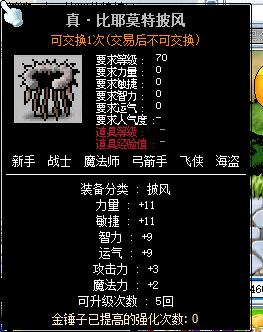 真·比耶莫特披风
可交换1次(交易后不可交换)
要求等级: 70
要求力量: 0
要求敏捷: 0
要求智力: 0
要求运气: 0
要求人气度: -
道具等级: -
道具经验值: -
新手 战士 魔法师 弓箭手 飞侠 海盗
装备分类 : 披风
力量 : +11
敏捷 : +11
智力 : +9
运气 : +9
攻击力 : +3
魔法力 : +2
可升级次数 : 5回
金锤子已提高的强化次数: 0